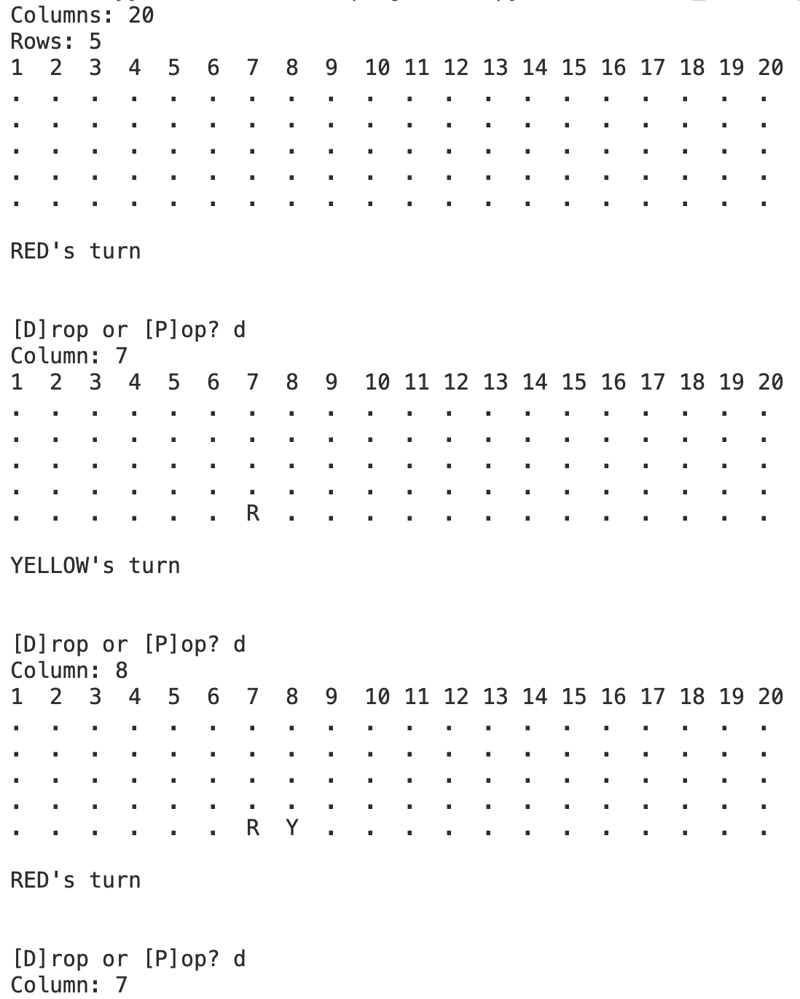 Columns: 20
Rows: 5
1  2  3  4  5  6  7  8  9  10 11 12 13 14 15 16 17 18 19 20
.  .  .  .  .  .  .  .  .  .  .  .  .  .  .  .  .  .  .  .
.  .  .  .  .  .  .  .  .  .  .  .  .  .  .  .  .  .  .  .
.  .  .  .  .  .  .  .  .  .  .  .  .  .  .  .  .  .  .  .
.  .  .  .  .  .  .  .  .  .  .  .  .  .  .  .  .  .  .  .
.  .  .  .  .  .  .  .  .  .  .  .  .  .  .  .  .  .  .  .
RED's turn
[D]rop or [P]op? d
Column: 7
1  2  3  4  5  6  7  8  9  10 11 12 13 14 15 16 17 18 19 20
.  .  .  .  .  .  .  .  .  .  .  .  .  .  .  .  .  .  .  .
.  .  .  .  .  .  .  .  .  .  .  .  .  .  .  .  .  .  .  .
.  .  .  .  .  .  .  .  .  .  .  .  .  .  .  .  .  .  .  .
.  .  .  .  .  .  .  .  .  .  .  .  .  .  .  .  .  .  .  .
.  .  .  .  .  .  R  .  .  .  .  .  .  .  .  .  .  .  .  .
YELLOW's turn
[D]rop or [P]op? d
Column: 8
1  2  3  4  5  6  7  8  9  10 11 12 13 14 15 16 17 18 19 20
.  .  .  .  .  .  .  .  .  .  .  .  .  .  .  .  .  .  .  .
.  .  .  .  .  .  .  .  .  .  .  .  .  .  .  .  .  .  .  .
.  .  .  .  .  .  .  .  .  .  .  .  .  .  .  .  .  .  .  .
.  .  .  .  .  .  .  .  .  .  .  .  .  .  .  .  .  .  .  .
.  .  .  .  .  .  R  Y  .  .  .  .  .  .  .  .  .  .  .  .
RED's turn
[D]rop or [P]op? d
Column: 7